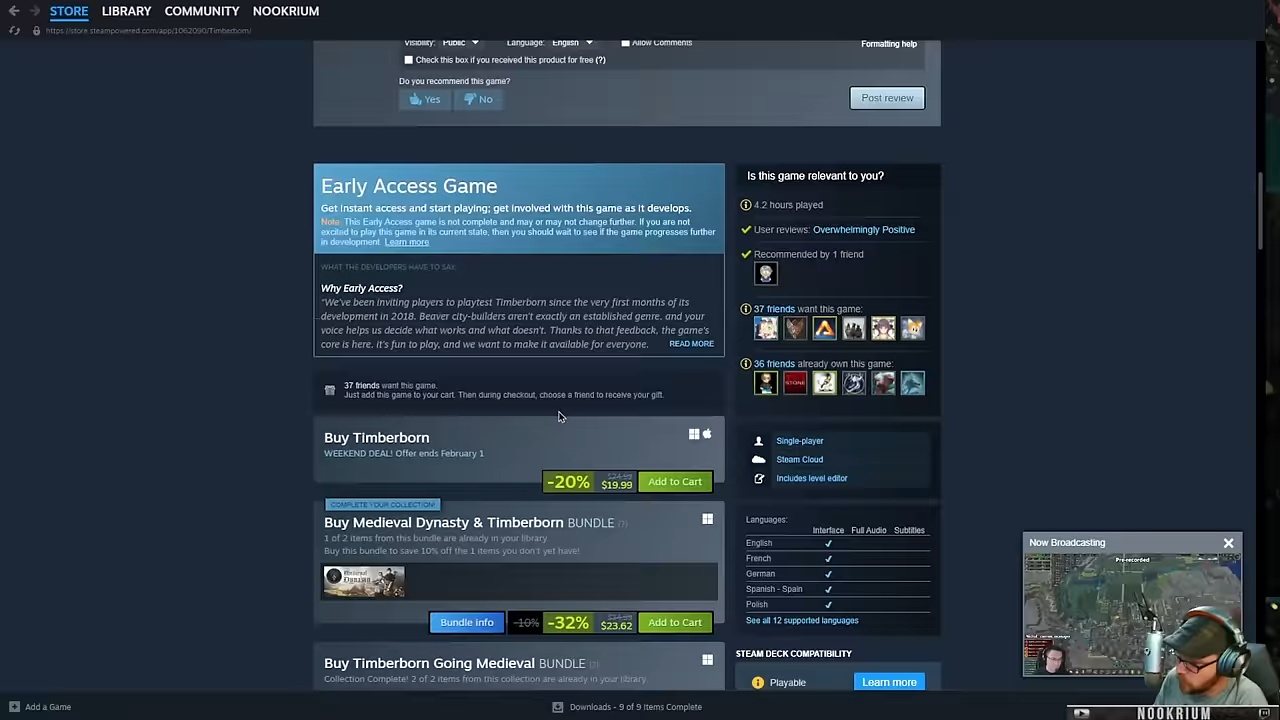 STORE LIBRARY COMMUNITY NOOKRIUM
https://store.steampowered.com/app/1062090/Timberborn/
Visibility: Public Language: English Allow Comments Formatting help
Check this box if you received this product for free (?)
Do you recommend this game?
Yes No
Post review
Early Access Game
Get instant access and start playing; get involved with this game as it develops.
Note: This Early Access game is not complete and may or may not change further. If you are
excited to play this game in its current state, then you should wait to see if the game progresses further
in development. Learn more
WHAT THE DEVELOPERS HAVE TO SAY:
Why Early Access?
"We've been inviting players to playtest Timberborn since the very first months of its
development in 2018. Beaver city-builders aren't exactly an established genre, and your
voice helps us decide what works and what doesn't. Thanks to that feedback, the game's
core is here, it's fun to play, and we want to make it available for everyone. READ MORE
37 friends want this game.
Just add this game to your cart. Then during checkout, choose a friend to receive your gift.
Buy Timberborn
WEEKEND DEAL! Offer ends February 1
-20% $24.99 $19.99 Add to Cart
COMPLETE YOUR COLLECTION!
Buy Medieval Dynasty & Timberborn BUNDLE (?)
1 of 2 items from this bundle are already in your library
Buy this bundle to save 10% off the 1 items you don't yet have!
Bundle info -10% -32% $34.99 $23.62 Add to Cart
Buy Timberborn Going Medieval BUNDLE (?)
Collection Complete! 2 of 2 items from this collection are already in your library.
Is this game relevant to you?
4.2 hours played
User reviews: Overwhelmingly Positive
Recommended by 1 friend
37 friends want this game:
36 friends already own this game:
STONE
Single-player
Steam Cloud
Includes level editor
Languages:
Interface Full Audio Subtitles
English
French
German
Spanish - Spain
Polish
See all 12 supported languages
STEAM DECK COMPATIBILITY
Playable Learn more
Now Broadcasting
Pre-recorded
Add a Game
Downloads - 9 of 9 Items Complete
NOOKRIUM